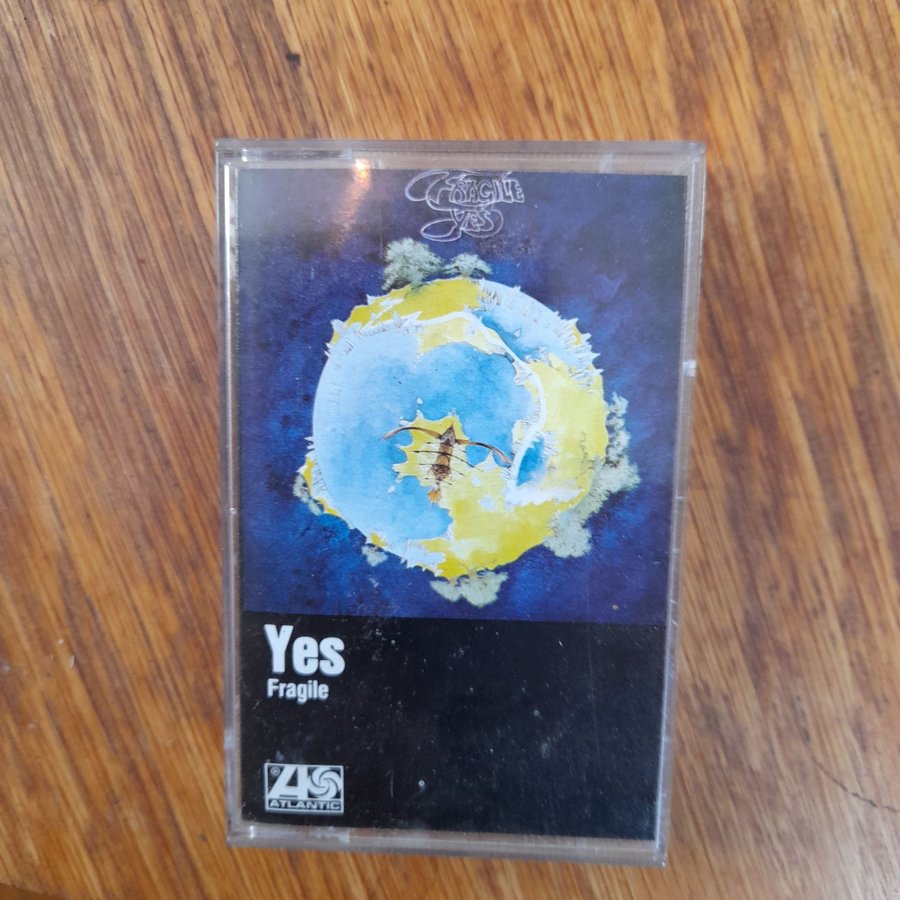 FRAGILE
YES
Yes
Fragile
®
ATLANTIC